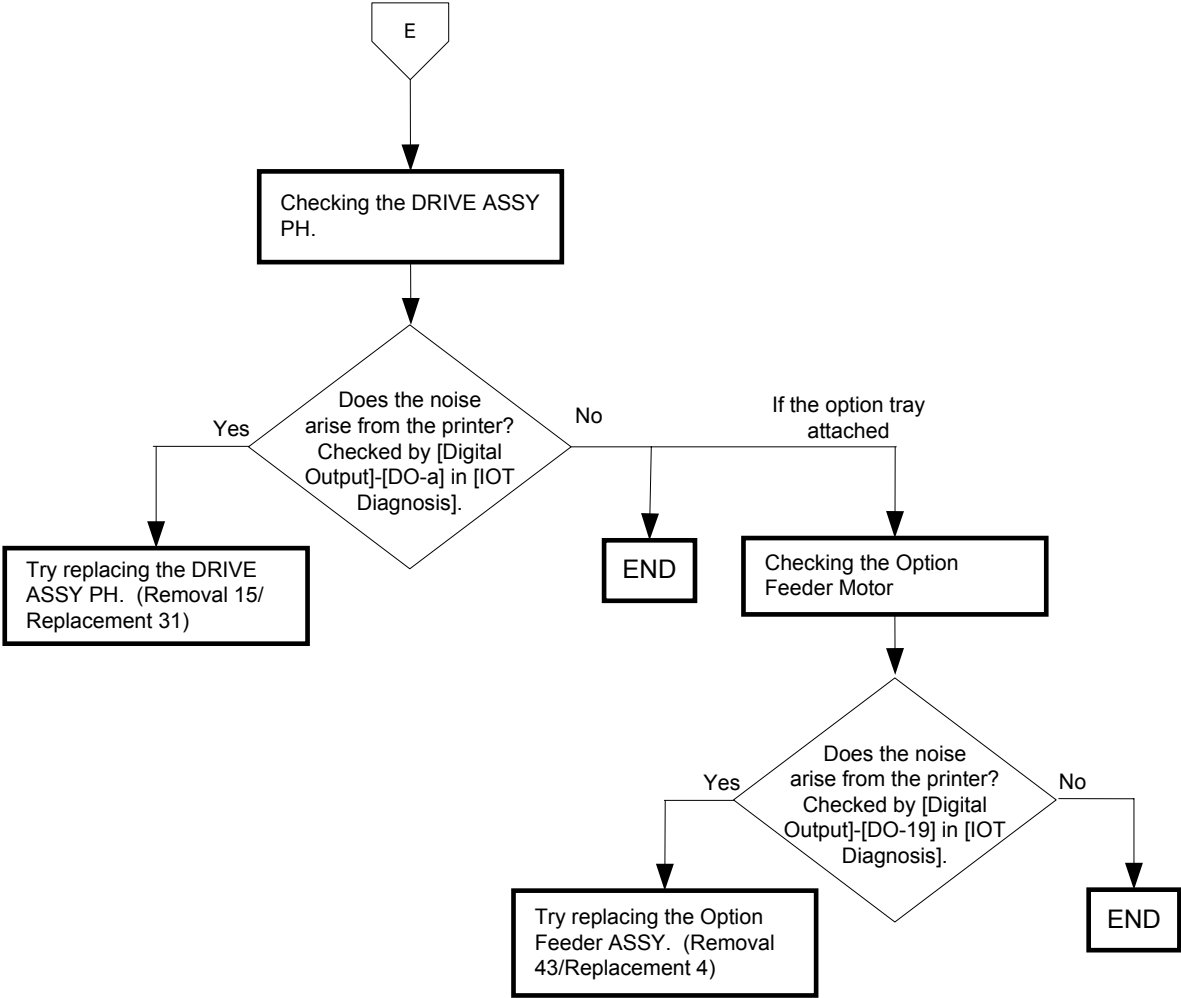 E
Checking the DRIVE ASSY
PH.
Does the noise
arise from the printer?
Checked by [Digital
Output]-[DO-a] in [IOT
Diagnosis].
Yes
No
If the option tray
attached
Try replacing the DRIVE
ASSY PH.  (Removal 15/
Replacement 31)
END
Checking the Option
Feeder Motor
Does the noise
arise from the printer?
Checked by [Digital
Output]-[DO-19] in [IOT
Diagnosis].
Yes
No
Try replacing the Option
Feeder ASSY.  (Removal
43/Replacement 4)
END